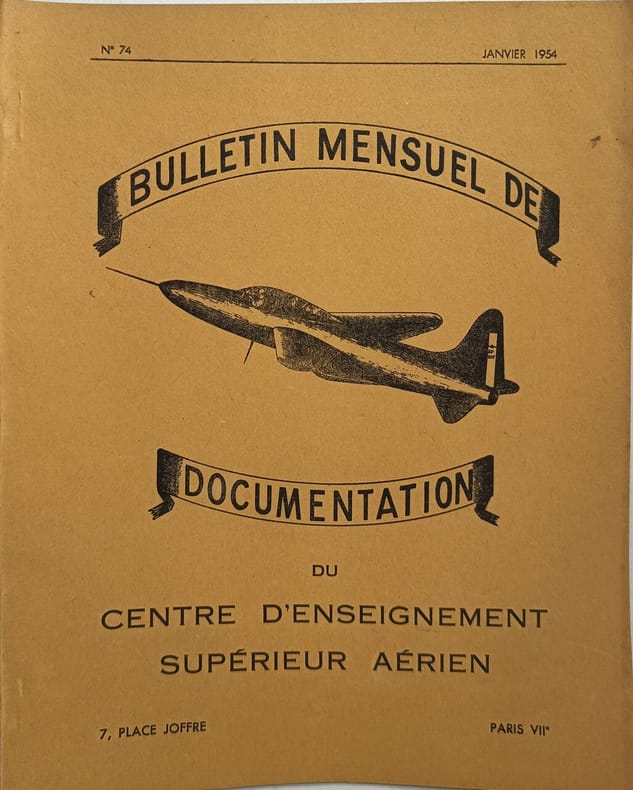 N° 74
JANVIER 1954
BULLETIN MENSUEL DE
DOCUMENTATION
DU
CENTRE D'ENSEIGNEMENT
SUPÉRIEUR AÉRIEN
7, PLACE JOFFRE
PARIS VIIᵉ